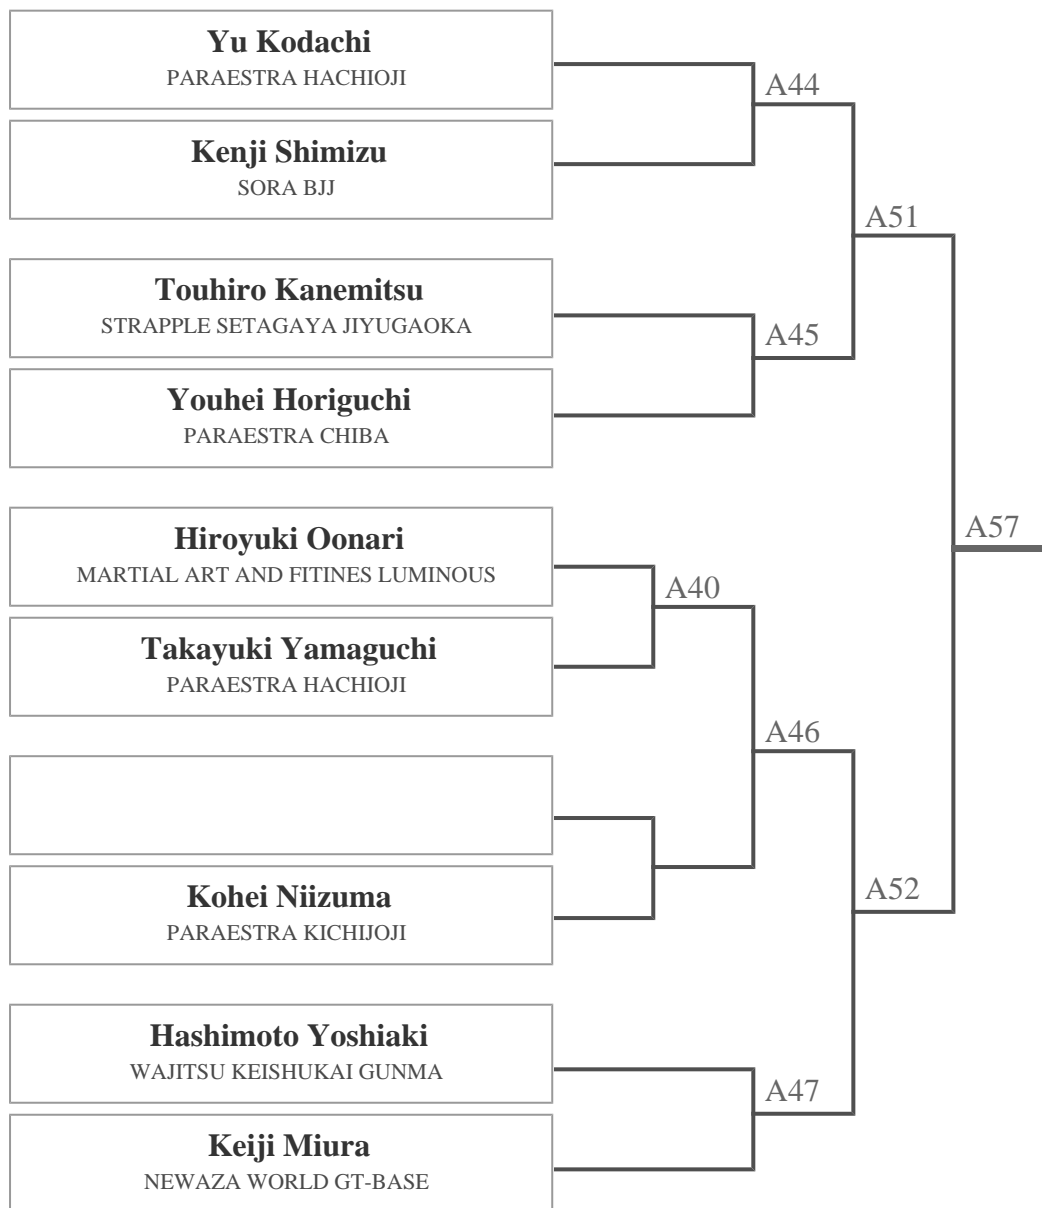 Yu Kodachi
PARAESTRA HACHIOJI
A44
Kenji Shimizu
SORA BJJ
A51
Touhiro Kanemitsu
STRAPPLE SETAGAYA JIYUGAOKA
A45
Youhei Horiguchi
PARAESTRA CHIBA
A57
Hiroyuki Oonari
MARTIAL ART AND FITINES LUMINOUS
A40
Takayuki Yamaguchi
PARAESTRA HACHIOJI
A46
Kohei Niizuma
PARAESTRA KICHIJOJI
A52
Hashimoto Yoshiaki
WAJITSU KEISHUKAI GUNMA
A47
Keiji Miura
NEWAZA WORLD GT-BASE